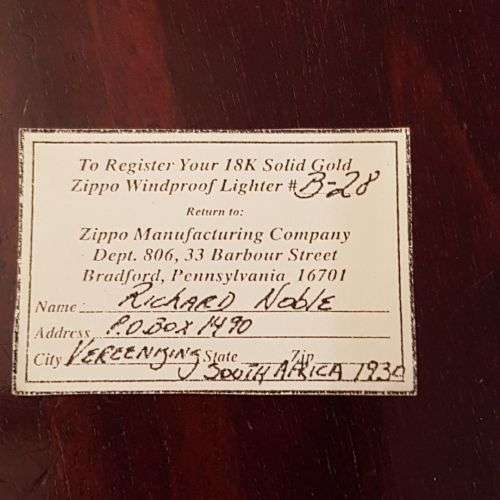 To Register Your 18K Solid Gold
Zippo Windproof Lighter # B-28
Return to:
Zippo Manufacturing Company
Dept. 806, 33 Barbour Street
Bradford, Pennsylvania 16701
Name RICHARD NOBLE
Address P.O. BOX 1490
City VEREENIGING State Zip
SOUTH AFRICA 1930